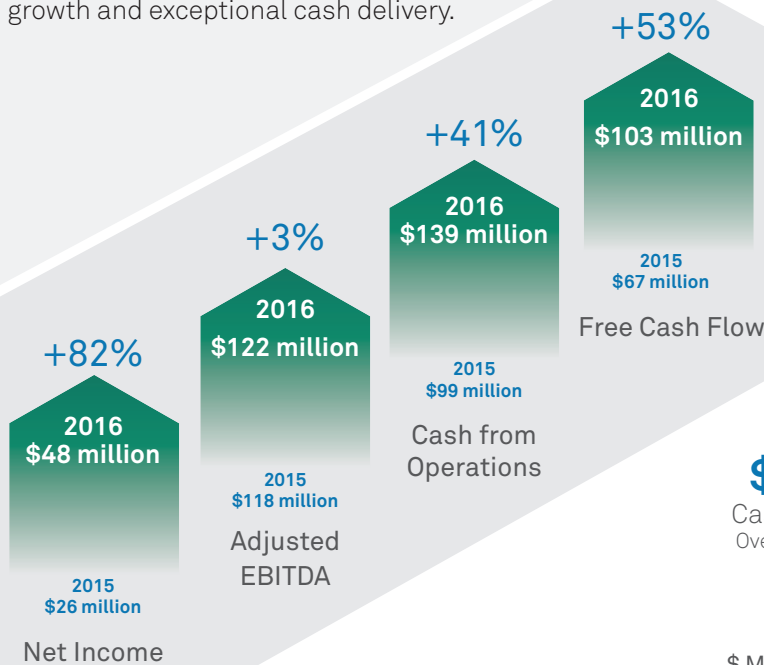 growth and exceptional cash delivery.
+53%
2016
$103 million
2015
$67 million
Free Cash Flow
+41%
2016
$139 million
2015
$99 million
Cash from
Operations
+3%
2016
$122 million
2015
$118 million
Adjusted
EBITDA
+82%
2016
$48 million
2015
$26 million
Net Income
$
Ca
Ove
$ M